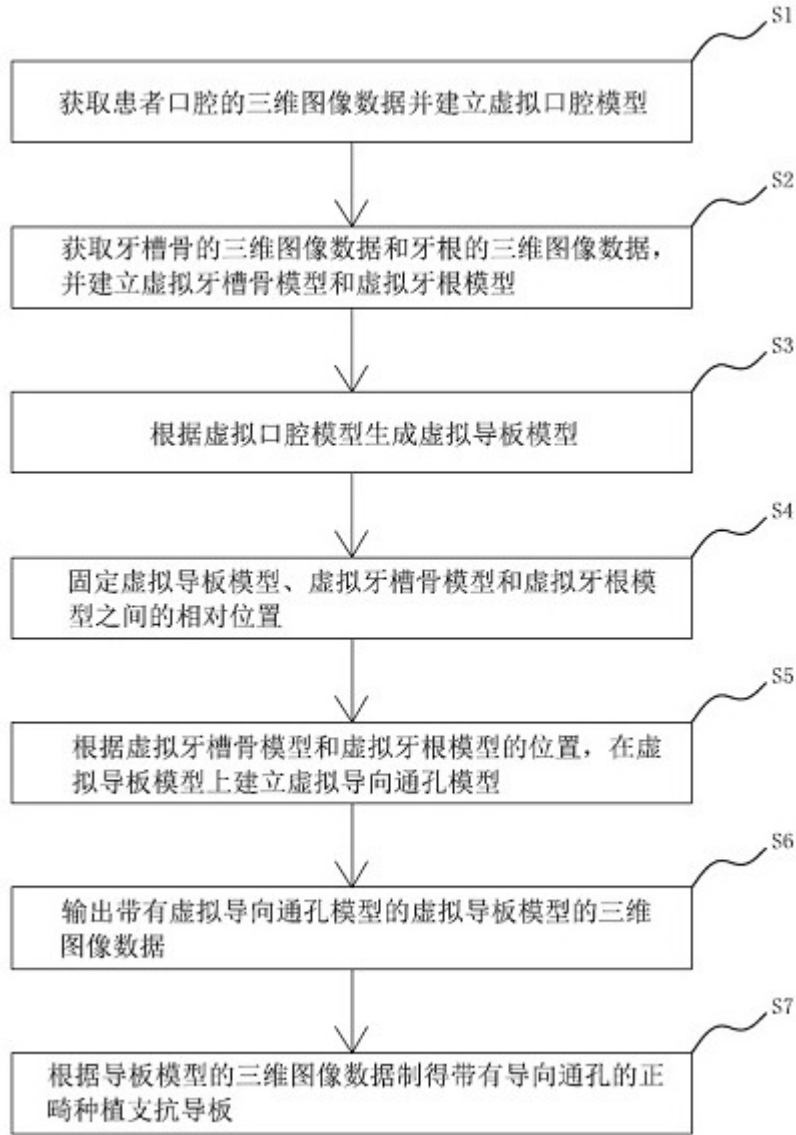 S1
获取患者口腔的三维图像数据并建立虚拟口腔模型
S2
获取牙槽骨的三维图像数据和牙根的三维图像数据，
并建立虚拟牙槽骨模型和虚拟牙根模型
S3
根据虚拟口腔模型生成虚拟导板模型
S4
固定虚拟导板模型、虚拟牙槽骨模型和虚拟牙根模
型之间的相对位置
S5
根据虚拟牙槽骨模型和虚拟牙根模型的位置，在虚
拟导板模型上建立虚拟导向通孔模型
S6
输出带有虚拟导向通孔模型的虚拟导板模型的三维
图像数据
S7
根据导板模型的三维图像数据制得带有导向通孔的正
畸种植支抗导板